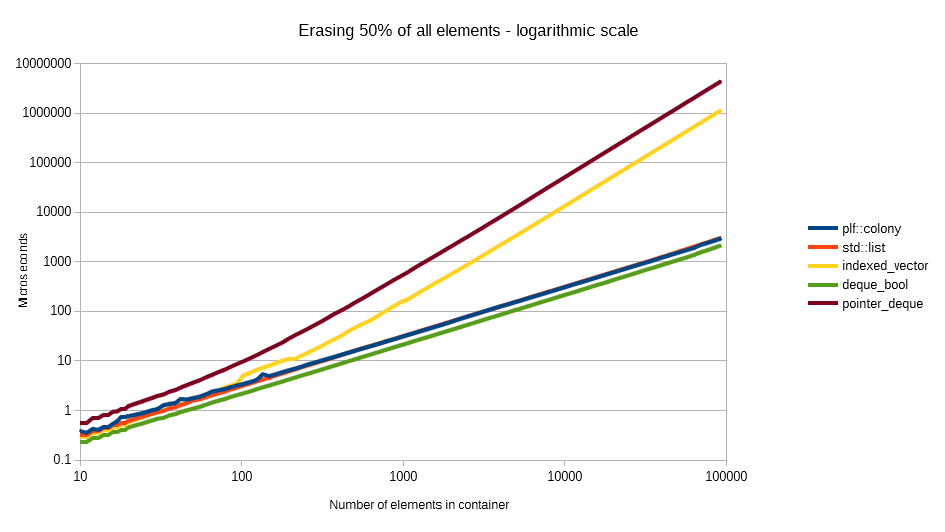 Erasing 50% of all elements - logarithmic scale
10000000
1000000
100000
10000
1000
100
10
1
0.1
Microseconds
10
100
1000
10000
100000
Number of elements in container
plf::colony
std::list
indexed_vector
deque_bool
pointer_deque